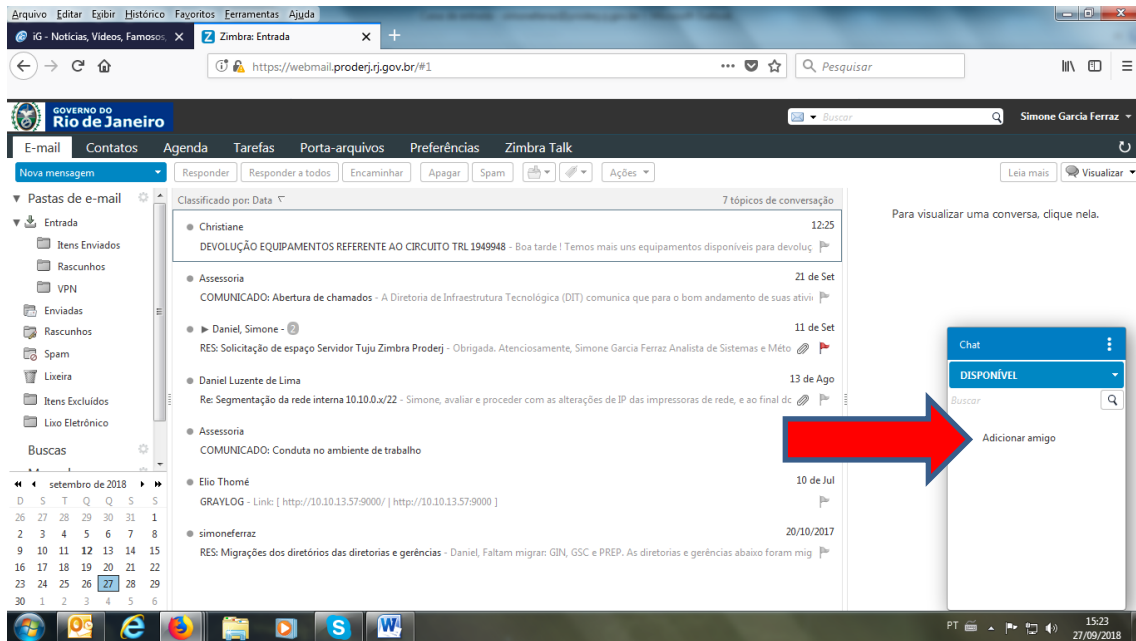 Arquivo Editar Exibir Histórico Favoritos Ferramentas Ajuda
iG - Notícias, Vídeos, Famosos,
Zimbra: Entrada
https://webmail.proderj.rj.gov.br/#1
Pesquisar
GOVERNO DO
Rio de Janeiro
Buscar
Simone Garcia Ferraz
E-mail Contatos Agenda Tarefas Porta-arquivos Preferências Zimbra Talk
Nova mensagem Responder Responder a todos Encaminhar Apagar Spam Ações Leia mais Visualizar
Pastas de e-mail
Entrada
Itens Enviados
Rascunhos
VPN
Enviadas
Rascunhos
Spam
Lixeira
Itens Excluídos
Lixo Eletrônico
Buscas
setembro de 2018
D S T Q Q S S
26 27 28 29 30 31 1
2 3 4 5 6 7 8
9 10 11 12 13 14 15
16 17 18 19 20 21 22
23 24 25 26 27 28 29
30 1 2 3 4 5 6
Classificado por: Data 7 tópicos de conversação
Christiane 12:25
DEVOLUÇÃO EQUIPAMENTOS REFERENTE AO CIRCUITO TRL 1949948 - Boa tarde ! Temos mais uns equipamentos disponíveis para devoluç
Assessoria 21 de Set
COMUNICADO: Abertura de chamados - A Diretoria de Infraestrutura Tecnológica (DIT) comunica que para o bom andamento de suas ativi
Daniel, Simone - 2 11 de Set
RES: Solicitação de espaço Servidor Tuju Zimbra Proderj - Obrigada. Atenciosamente, Simone Garcia Ferraz Analista de Sistemas e Méto
Daniel Luzente de Lima 13 de Ago
Re: Segmentação da rede interna 10.10.0.x/22 - Simone, avaliar e proceder com as alterações de IP das impressoras de rede, e ao final dc
Assessoria
COMUNICADO: Conduta no ambiente de trabalho
Elio Thomé 10 de Jul
GRAYLOG - Link: [ http://10.10.13.57:9000/ | http://10.10.13.57:9000 ]
simoneferraz 20/10/2017
RES: Migrações dos diretórios das diretorias e gerências - Daniel, Faltam migrar: GIN, GSC e PREP. As diretorias e gerências abaixo foram mig
Para visualizar uma conversa, clique nela.
Chat
DISPONÍVEL
Buscar
Adicionar amigo
PT
15:23
27/09/2018